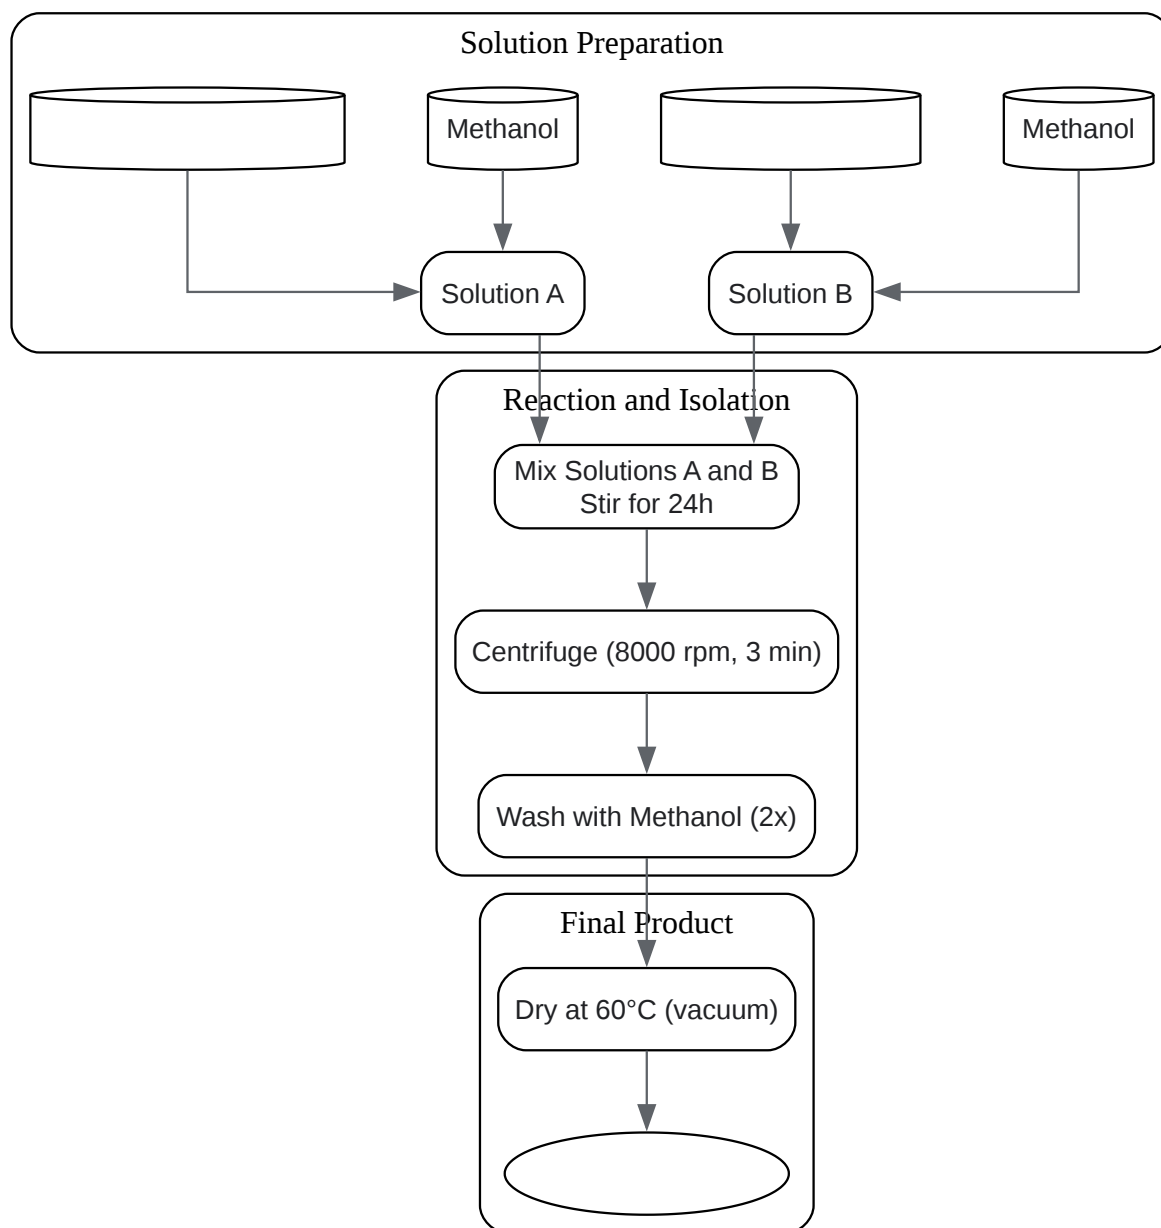 Solution Preparation
Methanol
Methanol
Solution A
Solution B
Reaction and Isolation
Mix Solutions A and B
Stir for 24h
Centrifuge (8000 rpm, 3 min)
Wash with Methanol (2x)
Final Product
Dry at 60°C (vacuum)